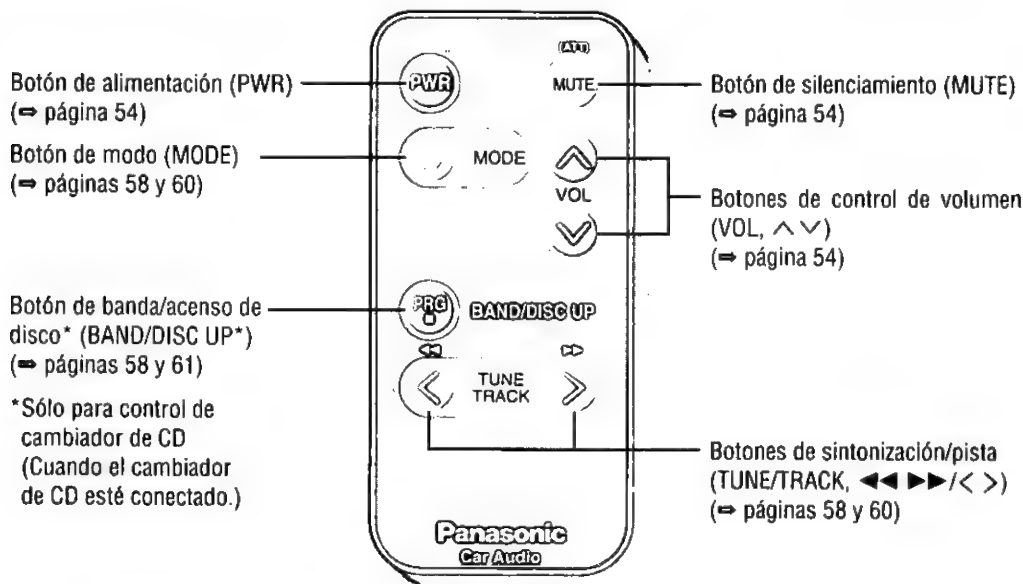 Botón de alimentación (PWR)
(⇒ página 54)
Botón de modo (MODE)
(⇒ páginas 58 y 60)
Botón de banda/acenso de
disco* (BAND/DISC UP*)
(⇒ páginas 58 y 61)
*Sólo para control de
cambiador de CD
(Cuando el cambiador
de CD esté conectado.)
(ATT)
PWR
MUTE
MODE
VOL
PRG
BAND/DISC UP
TUNE
TRACK
Panasonic
Car Audio
Botón de silenciamiento (MUTE)
(⇒ página 54)
Botones de control de volumen
(VOL, ∧ ∨)
(⇒ página 54)
Botones de sintonización/pista
(TUNE/TRACK, ◀◀ ▶▶/< >)
(⇒ páginas 58 y 60)